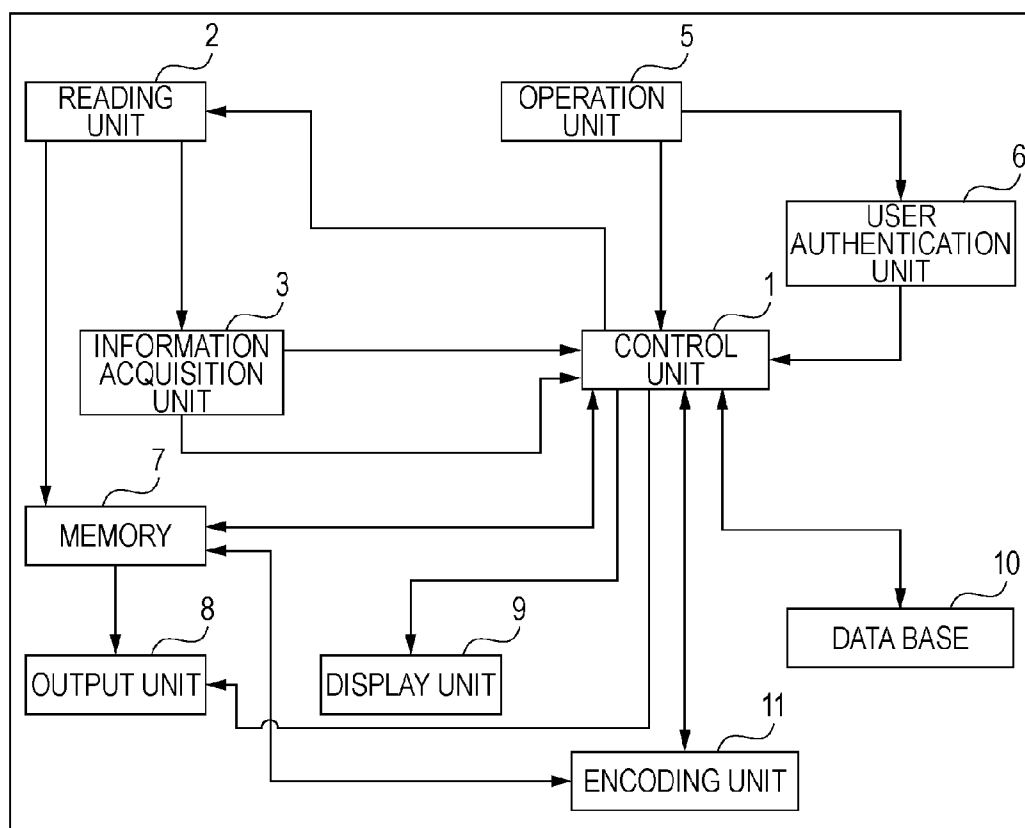 2
READING
UNIT
5
OPERATION
UNIT
6
USER
AUTHENTICATION
UNIT
3
INFORMATION
ACQUISITION
UNIT
1
CONTROL
UNIT
7
MEMORY
8
OUTPUT UNIT
9
DISPLAY UNIT
10
DATA BASE
11
ENCODING UNIT